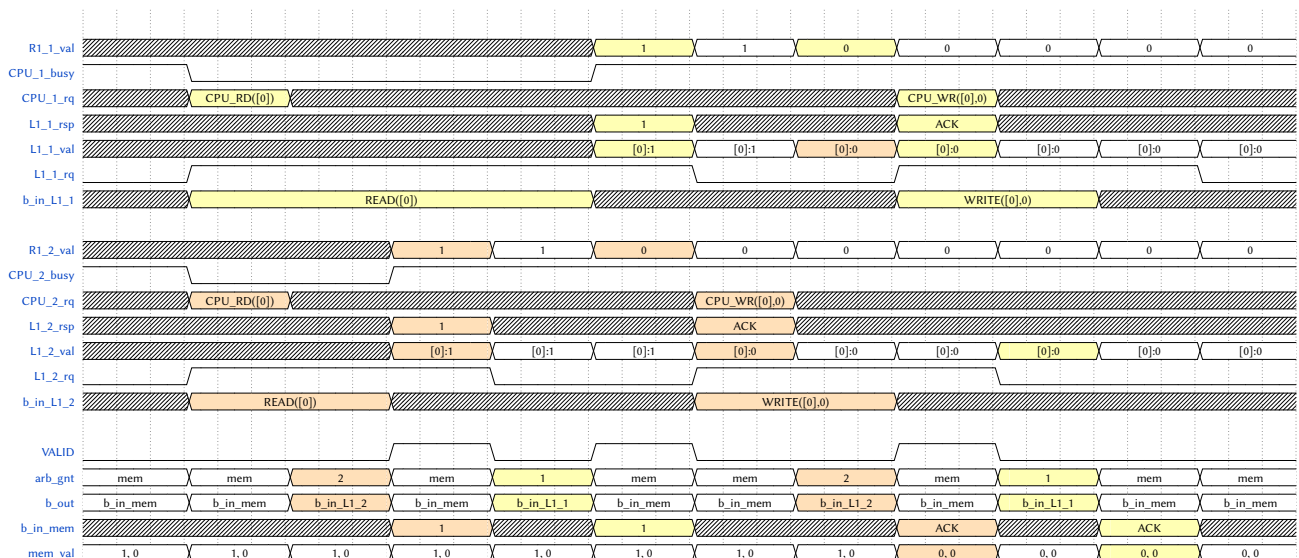 R1_1_val 1 1 0 0 0 0 0
CPU_1_busy
CPU_1_rq CPU_RD([0]) CPU_WR([0],0)
L1_1_rsp 1 ACK
L1_1_val [0]:1 [0]:1 [0]:0 [0]:0 [0]:0 [0]:0 [0]:0
L1_1_rq
b_in_L1_1 READ([0]) WRITE([0],0)
R1_2_val 1 1 0 0 0 0 0 0 0
CPU_2_busy
CPU_2_rq CPU_RD([0]) CPU_WR([0],0)
L1_2_rsp 1 ACK
L1_2_val [0]:1 [0]:1 [0]:1 [0]:0 [0]:0 [0]:0 [0]:0 [0]:0 [0]:0
L1_2_rq
b_in_L1_2 READ([0]) WRITE([0],0)
VALID
arb_gnt mem mem 2 mem 1 mem mem 2 mem 1 mem mem
b_out b_in_mem b_in_mem b_in_L1_2 b_in_mem b_in_L1_1 b_in_mem b_in_mem b_in_L1_2 b_in_mem b_in_L1_1 b_in_mem b_in_mem
b_in_mem 1 1 ACK ACK
mem_val 1, 0 1, 0 1, 0 1, 0 1, 0 1, 0 1, 0 1, 0 0, 0 0, 0 0, 0 0, 0